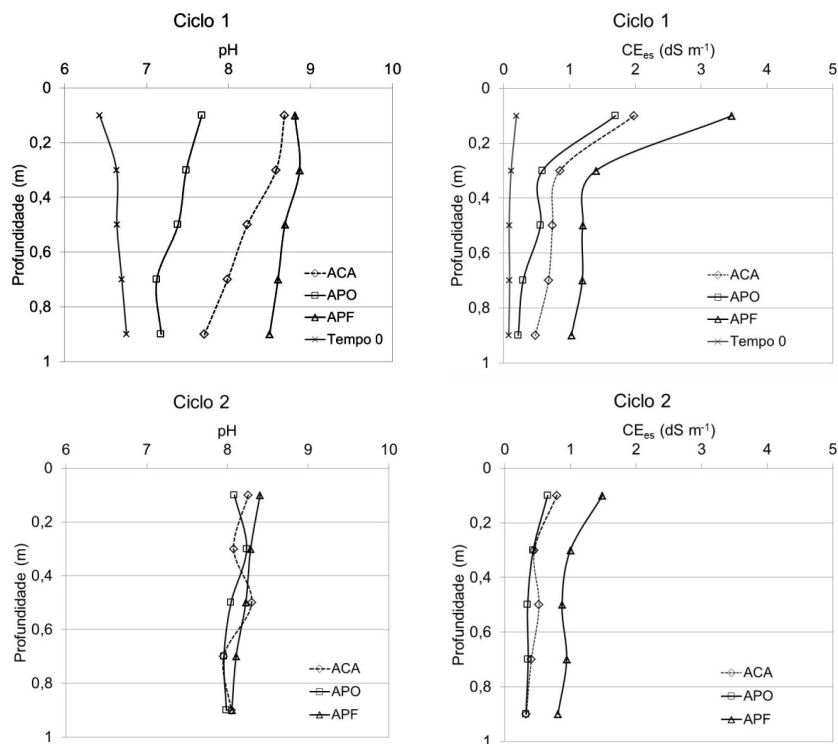 Ciclo 1
pH
6 7 8 9 10
0
0,2
0,4
0,6
0,8
1
Profundidade (m)
ACA
APO
APF
Tempo 0
Ciclo 1
CEes (dS m-1)
0 1 2 3 4 5
0
0,2
0,4
0,6
0,8
1
Profundidade (m)
ACA
APO
APF
Tempo 0
Ciclo 2
pH
6 7 8 9 10
0
0,2
0,4
0,6
0,8
1
Profundidade (m)
ACA
APO
APF
Ciclo 2
CEes (dS m-1)
0 1 2 3 4 5
0
0,2
0,4
0,6
0,8
1
Profundidade (m)
ACA
APO
APF